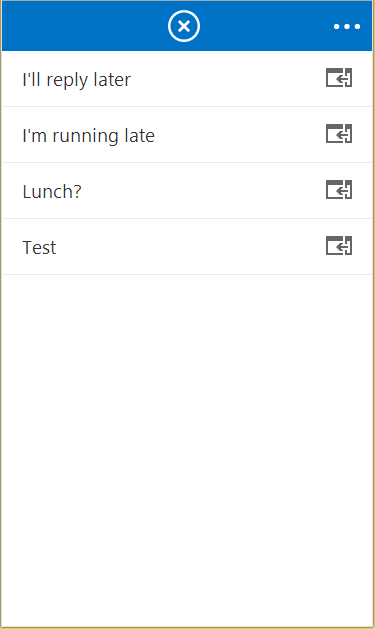 I'll reply later
I'm running late
Lunch?
Test